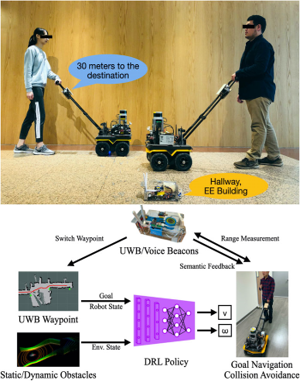 30 meters to the
destination
Hallway,
EE Building
Switch Waypoint
Range Measurement
UWB/Voice Beacons
Semantic Feedback
Goal
Robot State
UWB Waypoint
Env. State
v
ω
DRL Policy
Static/Dynamic Obstacles
Goal Navigation
Collision Avoidance